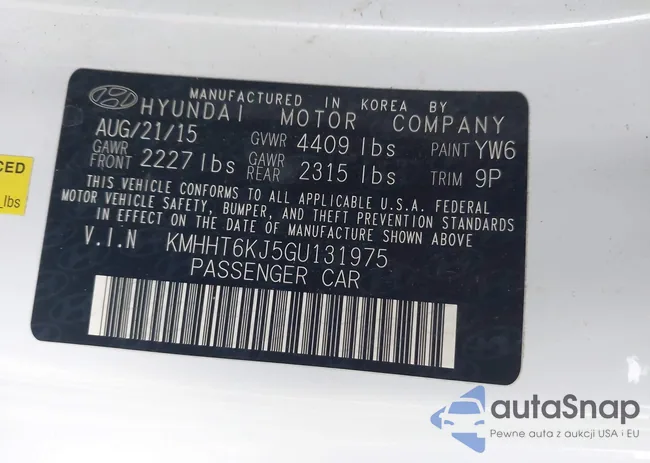 MANUFACTURED IN KOREA BY
HYUNDAI MOTOR COMPANY
AUG/21/15 GVWR 4409 lbs PAINT YW6
GAWR FRONT 2227 lbs GAWR REAR 2315 lbs TRIM 9P
THIS VEHICLE CONFORMS TO ALL APPLICABLE U.S.A. FEDERAL
MOTOR VEHICLE SAFETY, BUMPER, AND THEFT PREVENTION STANDARDS
IN EFFECT ON THE DATE OF MANUFACTURE SHOWN ABOVE
V.I.N KMHHT6KJ5GU131975
PASSENGER CAR
CED
lbs
autaSnap
Pewne auta z aukcji USA i EU